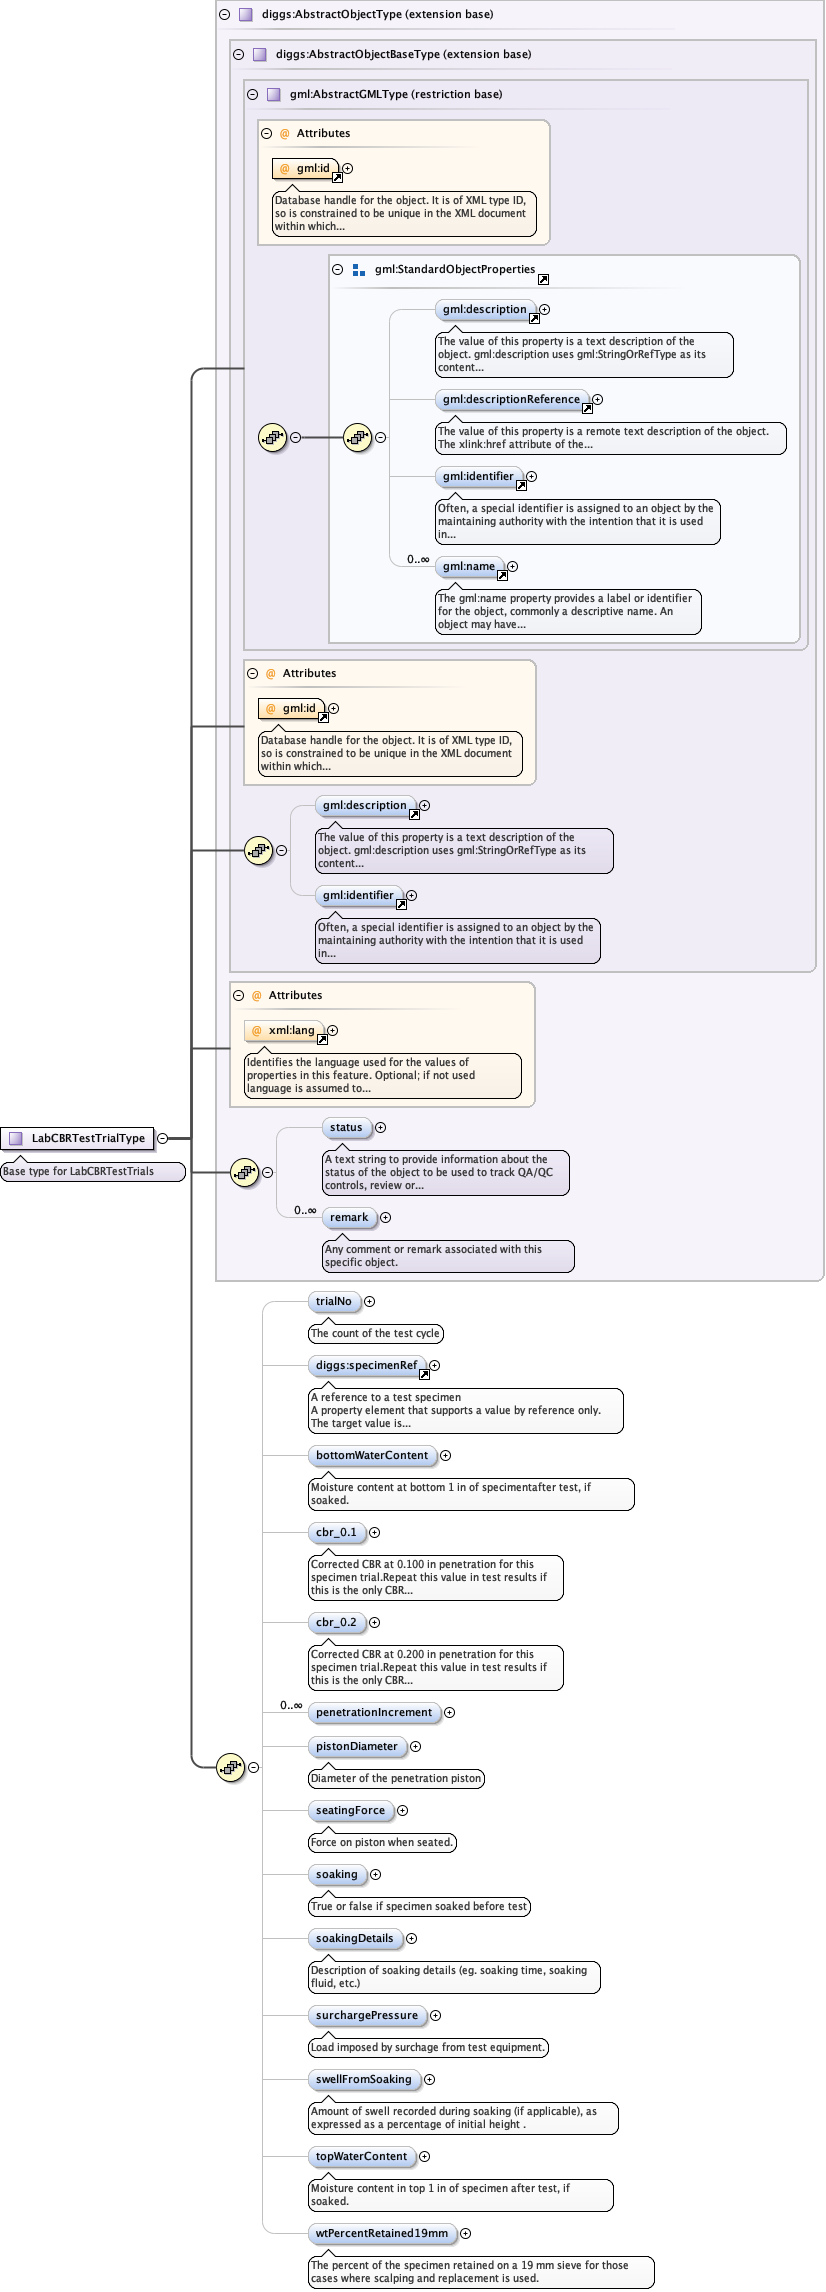 diggs:AbstractObjectType (extension base)
diggs:AbstractObjectBaseType (extension base)
gml:AbstractGMLType (restriction base)
@ Attributes
@ gml:id
Database handle for the object. It is of XML type ID,
so is constrained to be unique in the XML document
within which...
gml:StandardObjectProperties
gml:description
The value of this property is a text description of the
object. gml:description uses gml:StringOrRefType as its
content...
gml:descriptionReference
The value of this property is a remote text description of the object.
The xlink:href attribute of the...
gml:identifier
Often, a special identifier is assigned to an object by the
maintaining authority with the intention that it is used
in...
0..∞
gml:name
The gml:name property provides a label or identifier
for the object, commonly a descriptive name. An
object may have...
@ Attributes
@ gml:id
Database handle for the object. It is of XML type ID,
so is constrained to be unique in the XML document
within which...
gml:description
The value of this property is a text description of the
object. gml:description uses gml:StringOrRefType as its
content...
gml:identifier
Often, a special identifier is assigned to an object by the
maintaining authority with the intention that it is used
in...
@ Attributes
@ xml:lang
Identifies the language used for the values of
properties in this feature. Optional; if not used
language is assumed to...
LabCBRTestTrialType
Base type for LabCBRTestTrials
status
A text string to provide information about the
status of the object to be used to track QA/QC
controls, review or...
0..∞
remark
Any comment or remark associated with this
specific object.
trialNo
The count of the test cycle
diggs:specimenRef
A reference to a test specimen
A property element that supports a value by reference only.
The target value is...
bottomWaterContent
Moisture content at bottom 1 in of specimentafter test, if
soaked.
cbr_0.1
Corrected CBR at 0.100 in penetration for this
specimen trial.Repeat this value in test results if
this is the only CBR...
cbr_0.2
Corrected CBR at 0.200 in penetration for this
specimen trial.Repeat this value in test results if
this is the only CBR...
0..∞
penetrationIncrement
pistonDiameter
Diameter of the penetration piston
seatingForce
Force on piston when seated.
soaking
True or false if specimen soaked before test
soakingDetails
Description of soaking details (eg. soaking time, soaking
fluid, etc.)
surchargePressure
Load imposed by surchage from test equipment.
swellFromSoaking
Amount of swell recorded during soaking (if applicable), as
expressed as a percentage of initial height .
topWaterContent
Moisture content in top 1 in of specimen after test, if
soaked.
wtPercentRetained19mm
The percent of the specimen retained on a 19 mm sieve for those
cases where scalping and replacement is used.